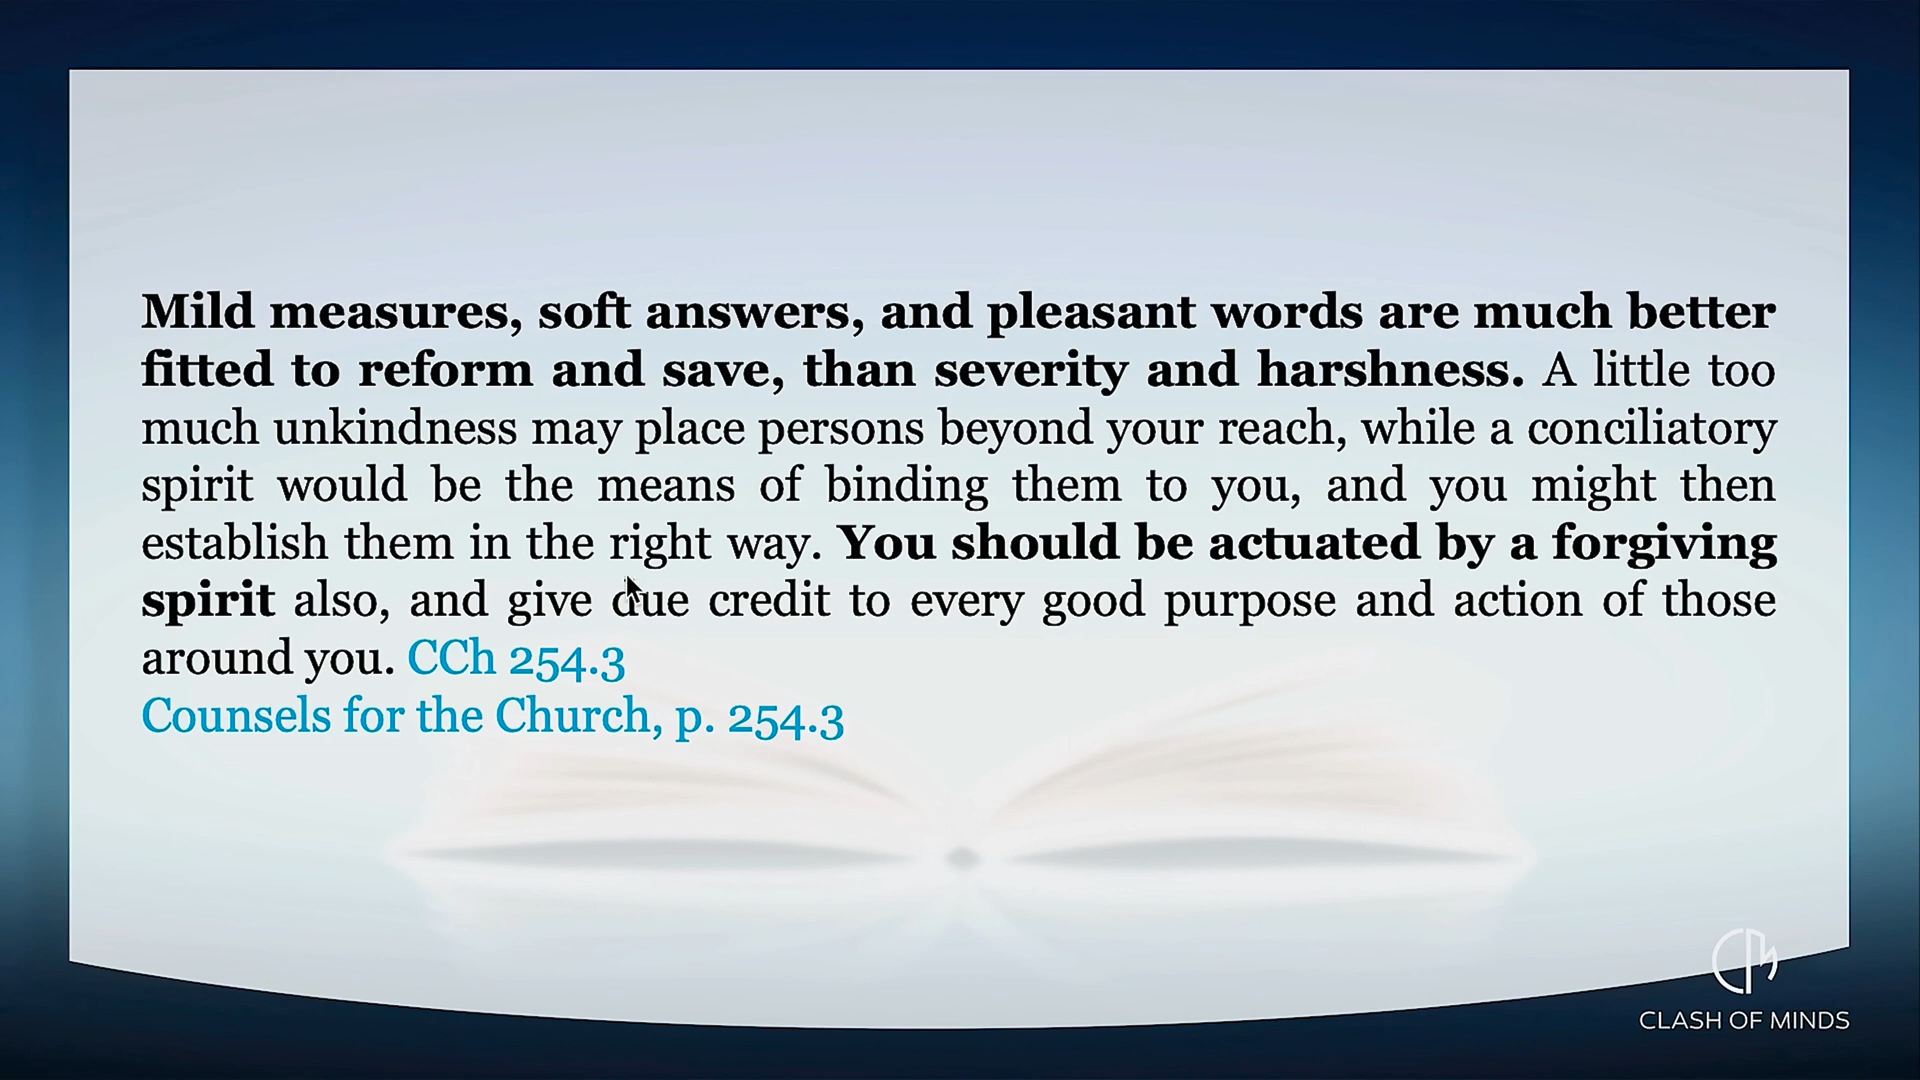 Mild measures, soft answers, and pleasant words are much better
fitted to reform and save, than severity and harshness. A little too
much unkindness may place persons beyond your reach, while a conciliatory
spirit would be the means of binding them to you, and you might then
establish them in the right way. You should be actuated by a forgiving
spirit also, and give due credit to every good purpose and action of those
around you. CCh 254.3
Counsels for the Church, p. 254.3
CLASH OF MINDS